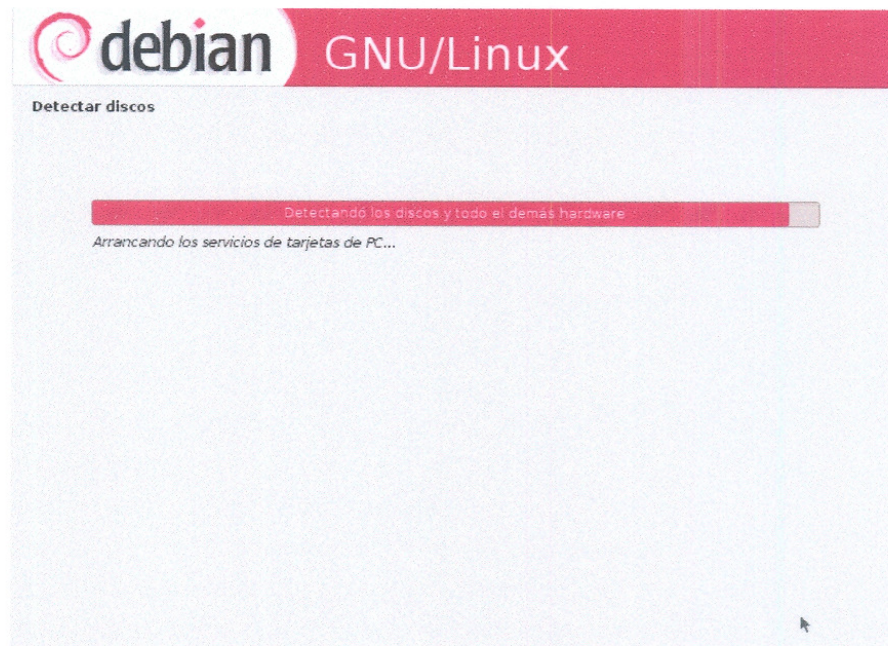 debian GNU/Linux
Detectar discos
Detectando los discos y todo el demás hardware
Arrancando los servicios de tarjetas de PC...